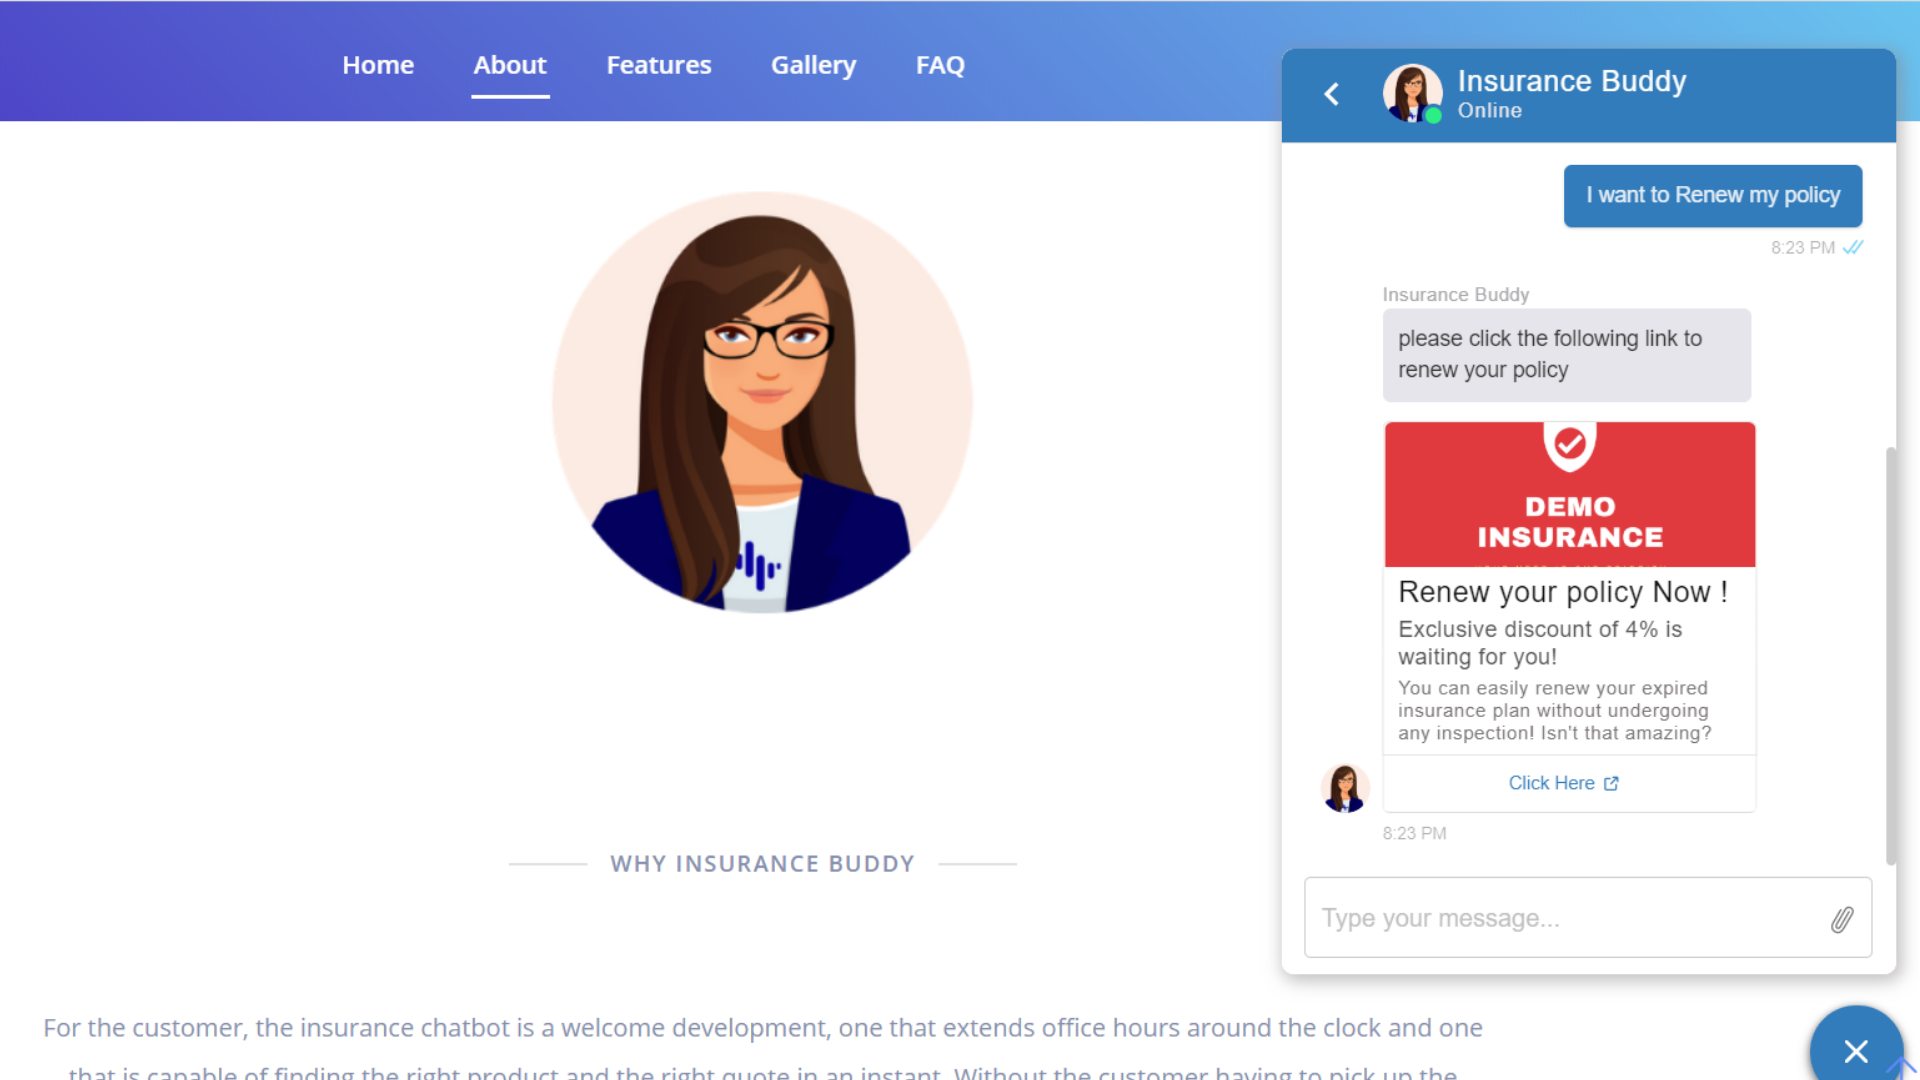 Home About Features Gallery FAQ
Insurance Buddy
Online
I want to Renew my policy
8:23 PM
Insurance Buddy
please click the following link to
renew your policy
DEMO
INSURANCE
Renew your policy Now !
Exclusive discount of 4% is
waiting for you!
You can easily renew your expired
insurance plan without undergoing
any inspection! Isn't that amazing?
Click Here
8:23 PM
Type your message...
WHY INSURANCE BUDDY
For the customer, the insurance chatbot is a welcome development, one that extends office hours around the clock and one
that is capable of finding the right product and the right quote in an instant. Without the customer having to pick up the